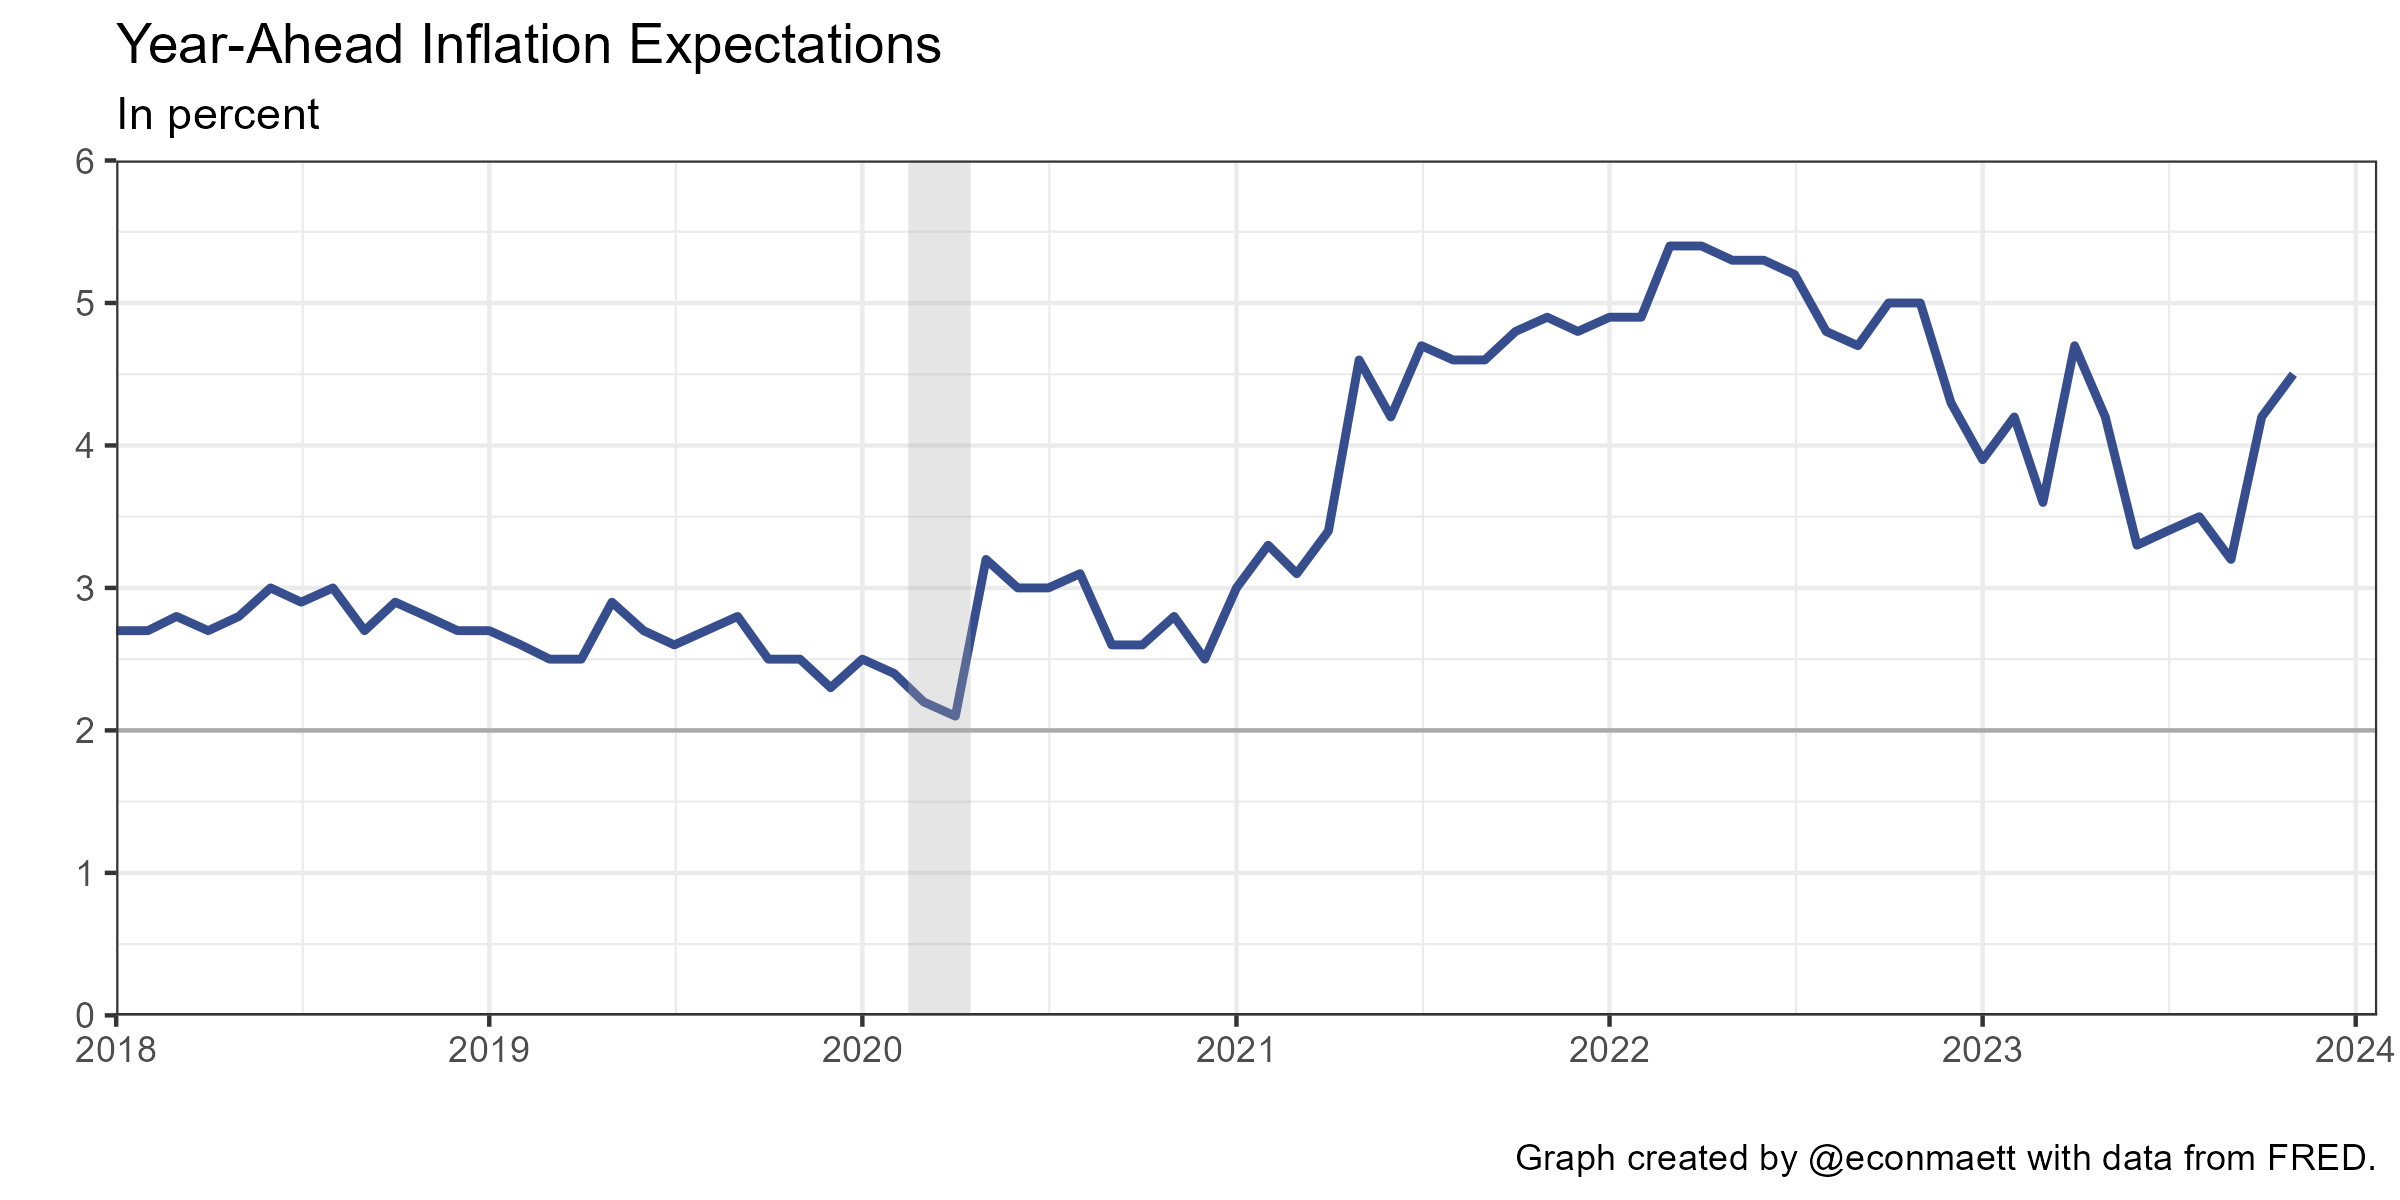 Year-Ahead Inflation Expectations
In percent
6
5
4
3
2
1
0
2018 2019 2020 2021 2022 2023 2024
Graph created by @econmaett with data from FRED.